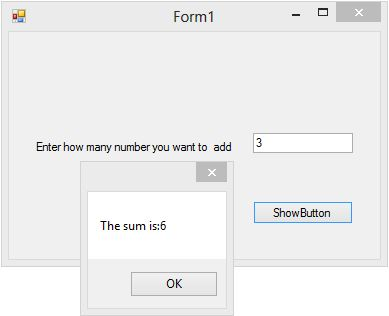 Form1
Enter how many number you want to  add
3
ShowButton
The sum is:6
OK